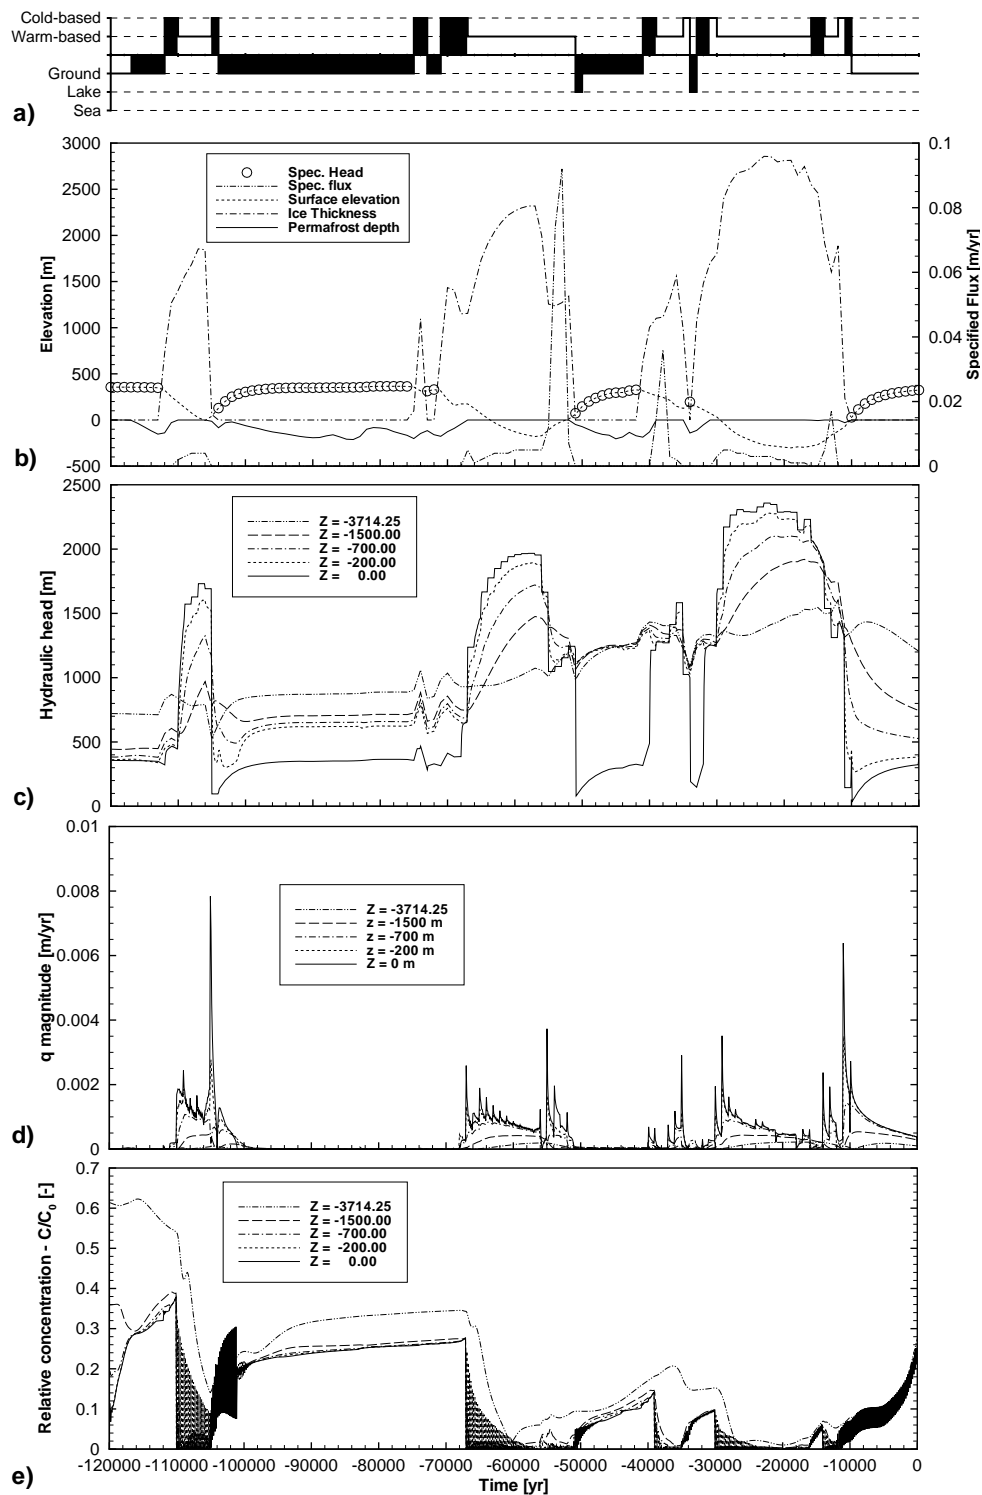 Cold-based
Warm-based
Ground
Lake
Sea
a)
3000
2500
2000
1500
1000
500
0
-500
Elevation [m]
0.1
0.08
0.06
0.04
0.02
0
Specified Flux [m/yr]
Spec. Head
Spec. flux
Surface elevation
Ice Thickness
Permafrost depth
b)
2500
2000
1500
1000
500
0
Hydraulic head [m]
Z = -3714.25
Z = -1500.00
Z = -700.00
Z = -200.00
Z = 0.00
c)
0.01
0.008
0.006
0.004
0.002
0
q magnitude [m/yr]
Z = -3714.25
z = -1500 m
z = -700 m
z = -200 m
Z = 0 m
d)
0.7
0.6
0.5
0.4
0.3
0.2
0.1
0
Relative concentration - C/C0 [-]
Z = -3714.25
Z = -1500.00
Z = -700.00
Z = -200.00
Z = 0.00
-120000 -110000 -100000 -90000 -80000 -70000 -60000 -50000 -40000 -30000 -20000 -10000 0
Time [yr]
e)